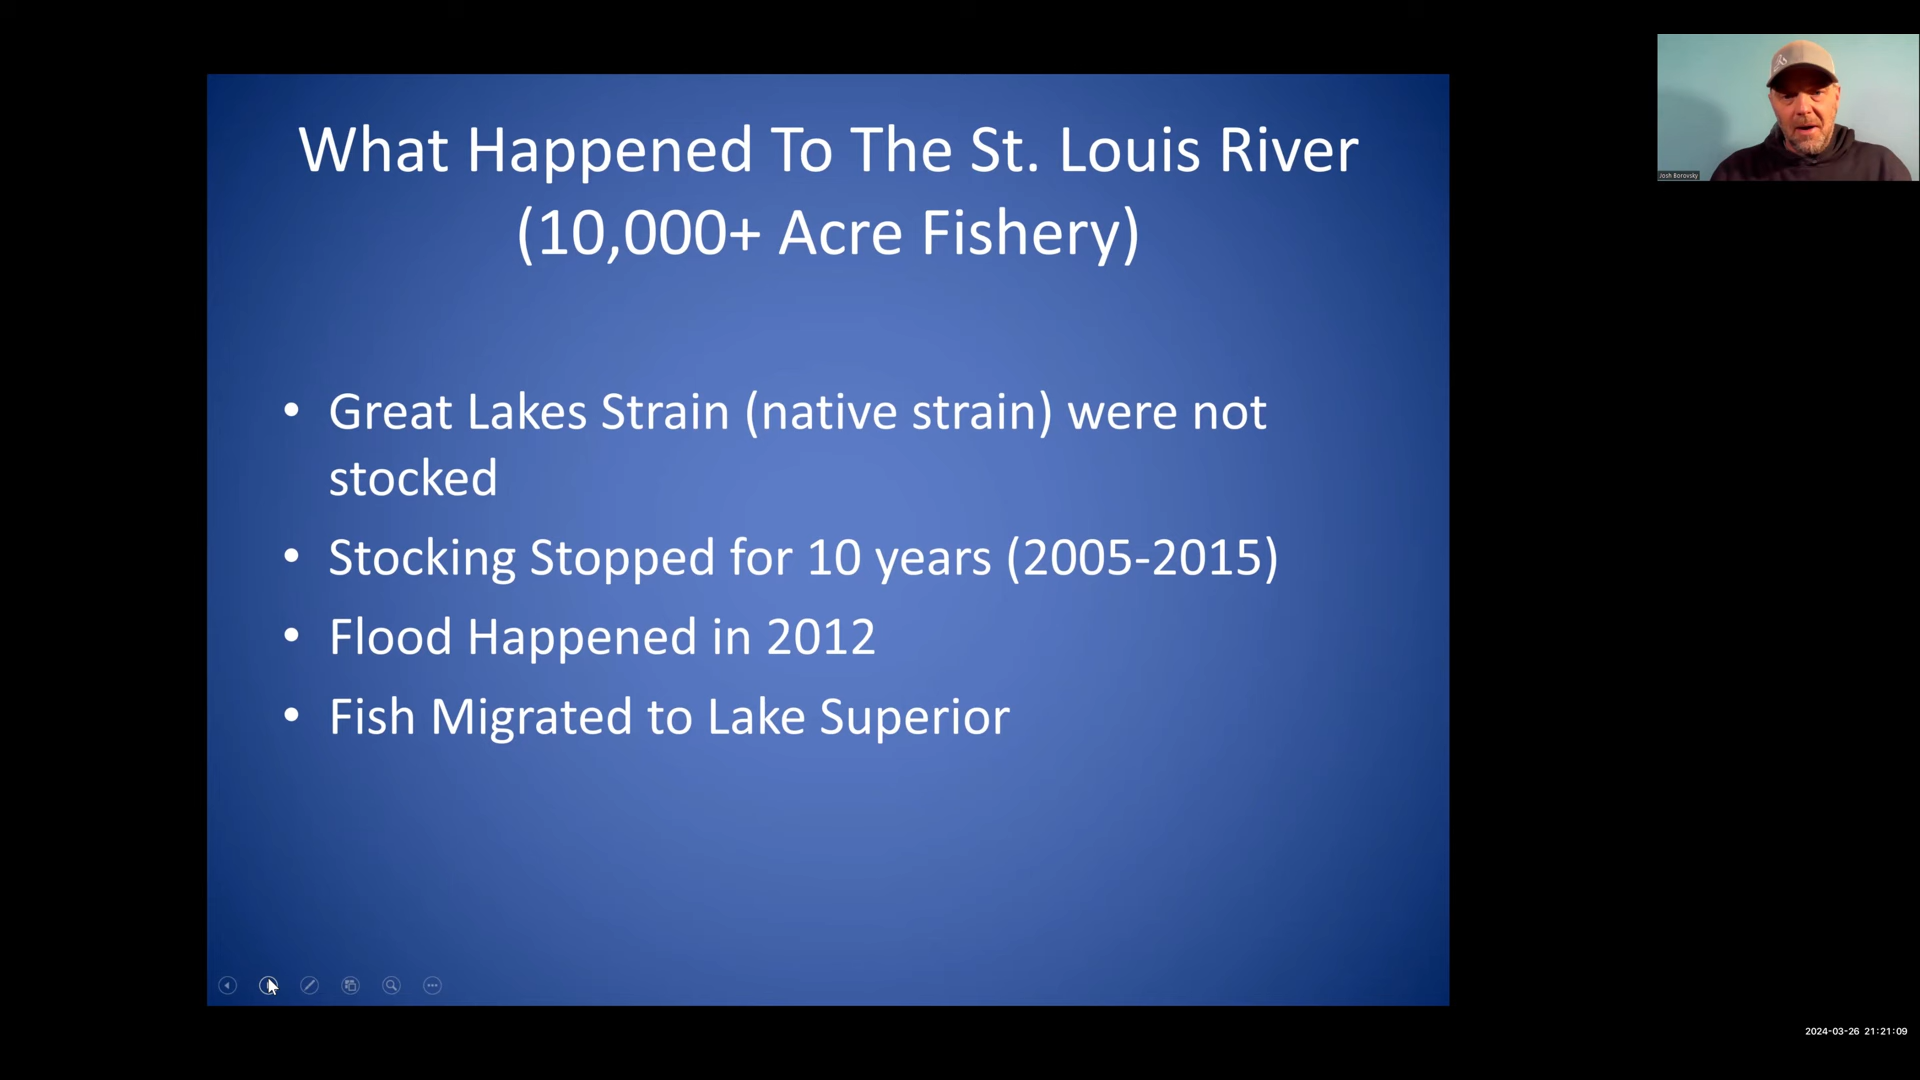 What Happened To The St. Louis River
(10,000+ Acre Fishery)
• Great Lakes Strain (native strain) were not
stocked
• Stocking Stopped for 10 years (2005-2015)
• Flood Happened in 2012
• Fish Migrated to Lake Superior
Josh Borovsky
2024-03-26 21:21:09